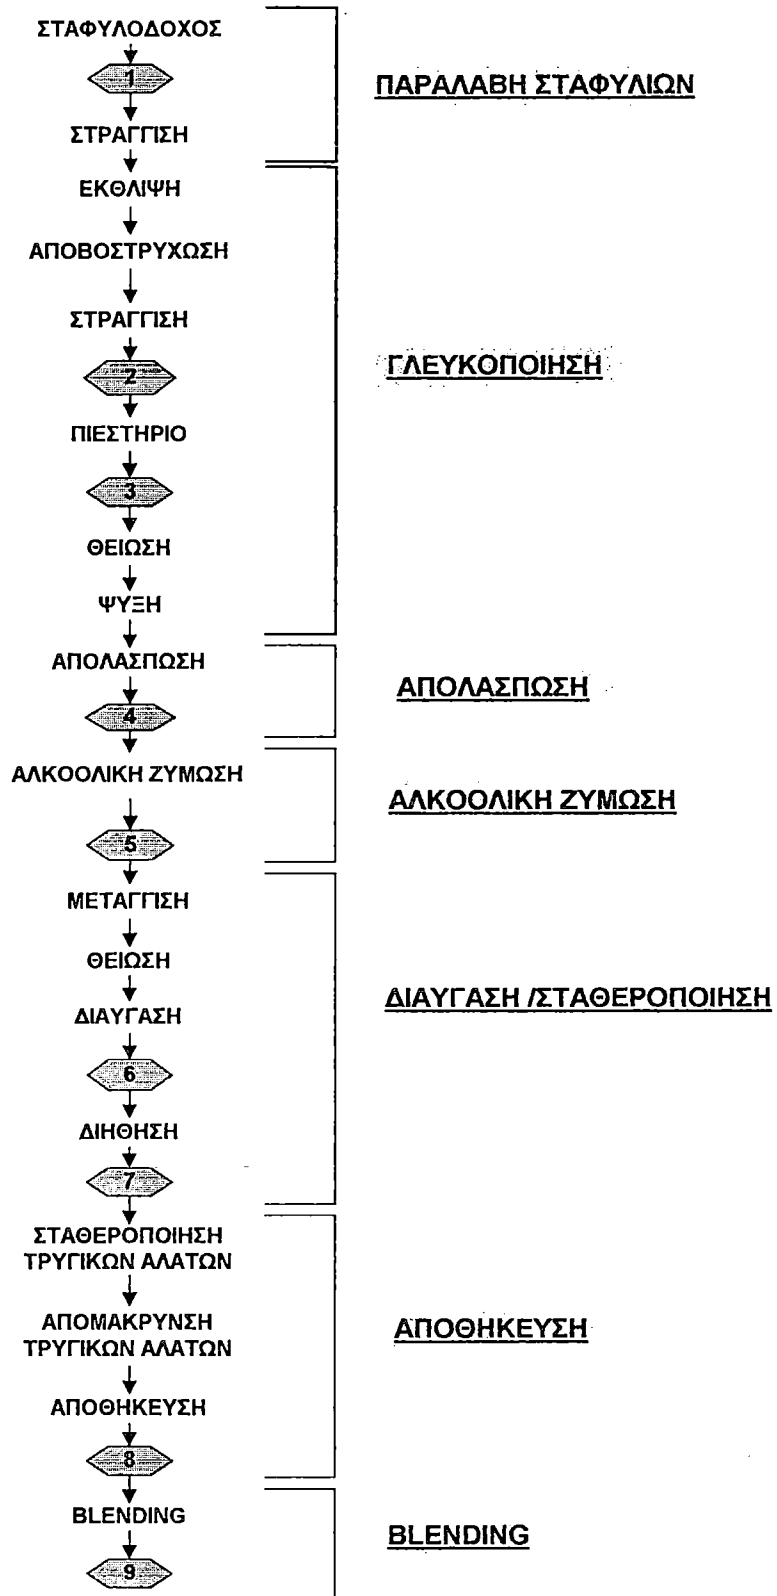 ΣΤΑΦΥΛΟΔΟΧΟΣ
1
ΣΤΡΑΓΓΙΣΗ
ΠΑΡΑΛΑΒΗ ΣΤΑΦΥΛΙΩΝ
ΕΚΘΛΙΨΗ
ΑΠΟΒΟΣΤΡΥΧΩΣΗ
ΣΤΡΑΓΓΙΣΗ
2
ΠΙΕΣΤΗΡΙΟ
3
ΘΕΙΩΣΗ
ΨΥΞΗ
ΓΛΕΥΚΟΠΟΙΗΣΗ
ΑΠΟΛΑΣΠΩΣΗ
4
ΑΠΟΛΑΣΠΩΣΗ
ΑΛΚΟΟΛΙΚΗ ΖΥΜΩΣΗ
5
ΑΛΚΟΟΛΙΚΗ ΖΥΜΩΣΗ
ΜΕΤΑΓΓΙΣΗ
ΘΕΙΩΣΗ
ΔΙΑΥΓΑΣΗ
6
ΔΙΗΘΗΣΗ
7
ΔΙΑΥΓΑΣΗ /ΣΤΑΘΕΡΟΠΟΙΗΣΗ
ΣΤΑΘΕΡΟΠΟΙΗΣΗ
ΤΡΥΓΙΚΩΝ ΑΛΑΤΩΝ
ΑΠΟΜΑΚΡΥΝΣΗ
ΤΡΥΓΙΚΩΝ ΑΛΑΤΩΝ
ΑΠΟΘΗΚΕΥΣΗ
8
ΑΠΟΘΗΚΕΥΣΗ
BLENDING
9
BLENDING